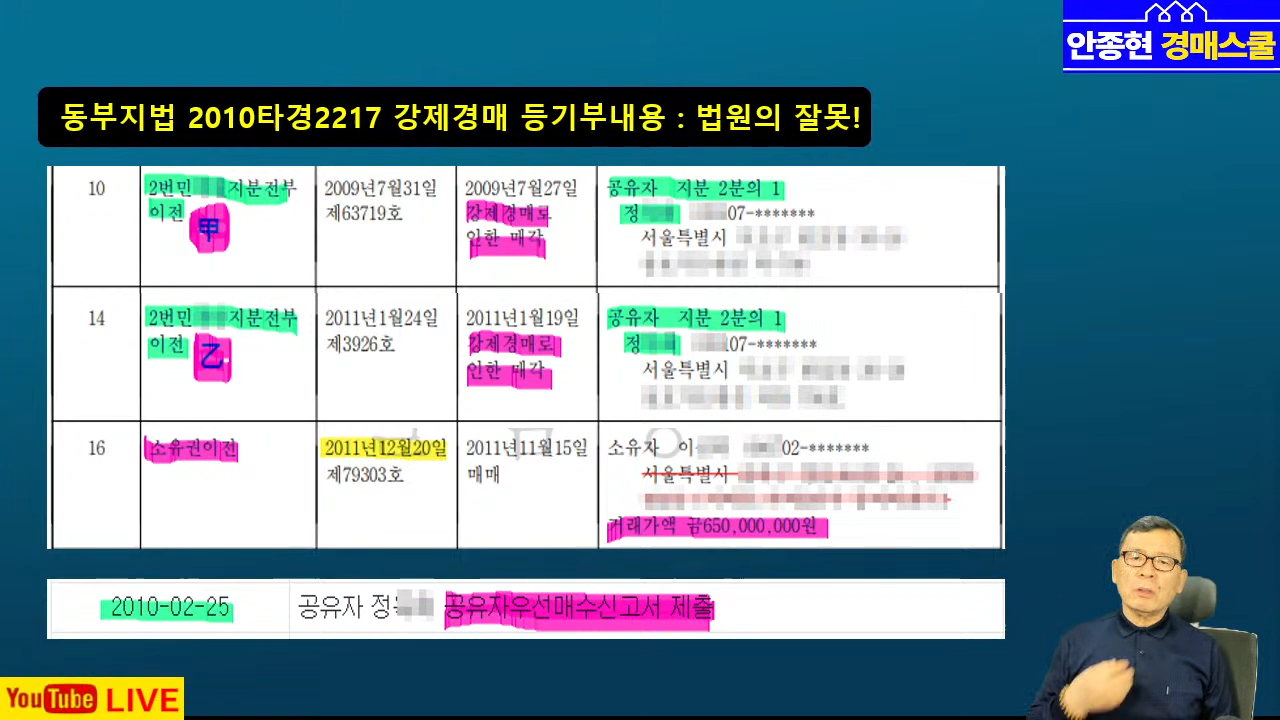 안종현 경매스쿨
동부지법 2010타경2217 강제경매 등기부내용 : 법원의 잘못!
10
2번민 지분전부
이전
甲
2009년7월31일
제63719호
2009년7월27일
강제경매로
인한 매각
공유자 지분 2분의 1
정 07-*******
서울특별시
14
2번민 지분전부
이전
乙
2011년1월24일
제3926호
2011년1월19일
강제경매로
인한 매각
공유자 지분 2분의 1
정 07-*******
서울특별시
16
소유권이전
2011년12월20일
제79303호
2011년11월15일
매매
소유자 이 02-*******
서울특별시
거래가액 금650,000,000원
2010-02-25
공유자 정 공유자우선매수신고서 제출
YouTube LIVE